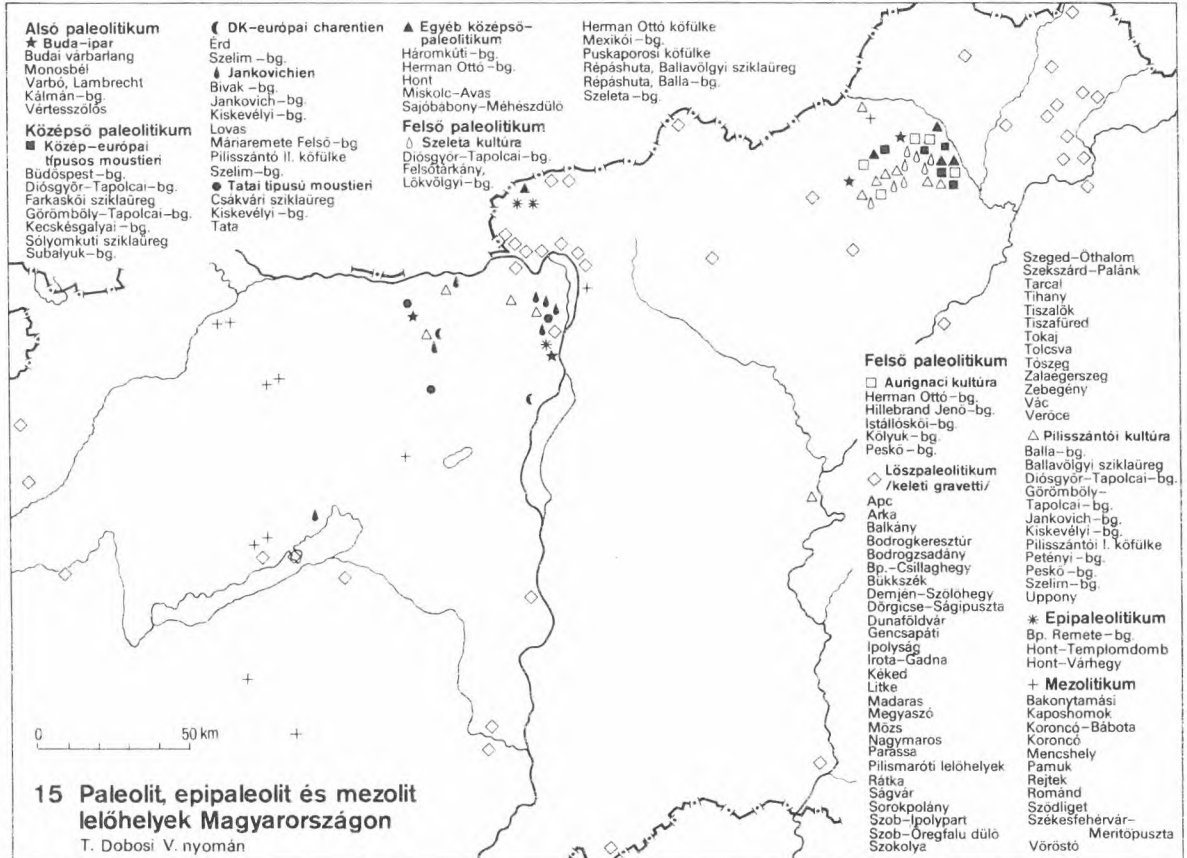 Alsó paleolitikum
★ Buda-ipar
Budai várbarlang
Monosbél
Varbó, Lambrecht
Kálmán-bg.
Vértesszőlős
Középső paleolitikum
■ Közép-európai
típusos moustieri
Büdöspest-bg.
Diósgyőr-Tapolcai-bg.
Farkaskői sziklaüreg
Görömböly-Tapolcai-bg.
Kecskésgalyai-bg.
Sólyomkuti sziklaüreg
Subalyuk-bg.
DK-európai charentien
Érd
Szelim-bg.
Jankovichien
Bivak-bg.
Jankovich-bg.
Kiskevélyi-bg.
Lovas
Máriaremete Felső-bg
Pilisszántó II. kőfülke
Szelim-bg.
● Tatai típusú moustieri
Csákvári sziklaüreg
Kiskevélyi-bg.
Tata
▲ Egyéb középső-
paleolitikum
Háromkúti-bg.
Herman Ottó-bg.
Hont
Miskolc-Avas
Sajóbábony-Méhészdülő
Felső paleolitikum
Szeleta kultúra
Diósgyőr-Tapolcai-bg.
Felsőtárkány,
Lökvölgyi-bg.
Herman Ottó kőfülke
Mexikói-bg.
Puskaporosi kőfülke
Répáshuta, Ballavölgyi sziklaüreg
Répáshuta, Balla-bg.
Szeleta-bg.
Felső paleolitikum
□ Aurignaci kultúra
Herman Ottó-bg.
Hillebrand Jenő-bg.
Istállóskői-bg.
Kőlyuk-bg.
Peskő-bg.
◇ Löszpaleolitikum
/keleti gravetti/
Apc
Arka
Balkány
Bodrogkeresztúr
Bodrogzsadány
Bp.-Csillaghegy
Bükkszék
Demjén-Szőlőhegy
Dörgicse-Ságipuszta
Dunaföldvár
Gencsapáti
Ipolyság
Irota-Gadna
Kéked
Litke
Madaras
Megyaszó
Mőzs
Nagymaros
Parassa
Pilismaróti lelőhelyek
Rátka
Ságvár
Sorokpolány
Szob-Ipolypart
Szob-Öregfalu dülő
Szokolya
Szeged-Öthalom
Szekszárd-Palánk
Tarcal
Tihany
Tiszalök
Tiszafüred
Tokaj
Tolcsva
Tószeg
Zalaegerszeg
Zebegény
Vác
Verőce
△ Pilisszántói kultúra
Balla-bg.
Ballavölgyi sziklaüreg
Diósgyőr-Tapolcai-bg.
Görömböly-
Tapolcai-bg.
Jankovich-bg.
Kiskevélyi-bg.
Pilisszántói I. kőfülke
Petényi-bg.
Peskő-bg.
Szelim-bg.
Uppony
✳ Epipaleolitikum
Bp. Remete-bg.
Hont-Templomdomb
Hont-Várhegy
+ Mezolitikum
Bakonytamási
Kaposhomok
Koroncó-Bábota
Koroncó
Mencshely
Pamuk
Rejtek
Románd
Sződliget
Székesfehérvár-
Meritőpuszta
Vöröstó
0 50 km
15 Paleolit, epipaleolit és mezolit
lelőhelyek Magyarországon
T. Dobosi V. nyomán